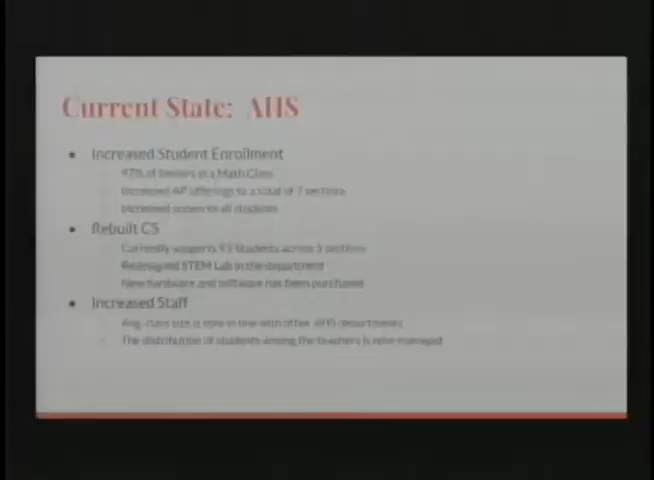 Current State: AHS
Increased Student Enrollment
97% of Seniors in a Math Class
Increased AP offerings to a total of 7 sections
Increased access to all students
Rebuilt CS
Currently supports 93 Students across 5 sections
Redesigned STEM Lab in the department
New hardware and software has been purchased
Increased Staff
Avg. class size is now in line with other AHS departments
The distribution of students among the teachers is now managed